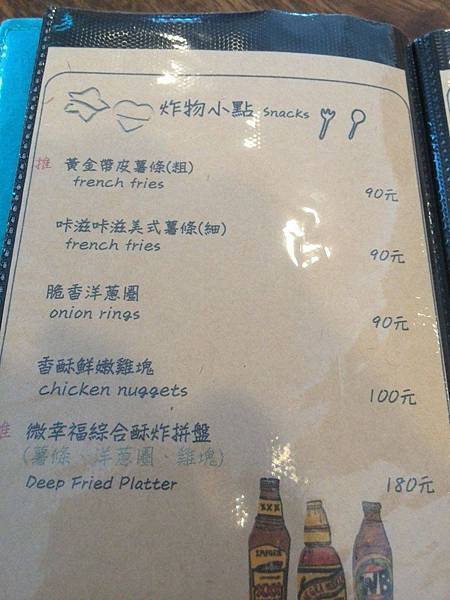 炸物小點 snacks
推 黃金帶皮薯條(粗)
french fries
90元
咔滋咔滋美式薯條(細)
french fries
90元
脆香洋蔥圈
onion rings
90元
香酥鮮嫩雞塊
chicken nuggets
100元
推 微幸福綜合酥炸拼盤
(薯條、洋蔥圈、雞塊)
Deep Fried Platter
180元
XXX